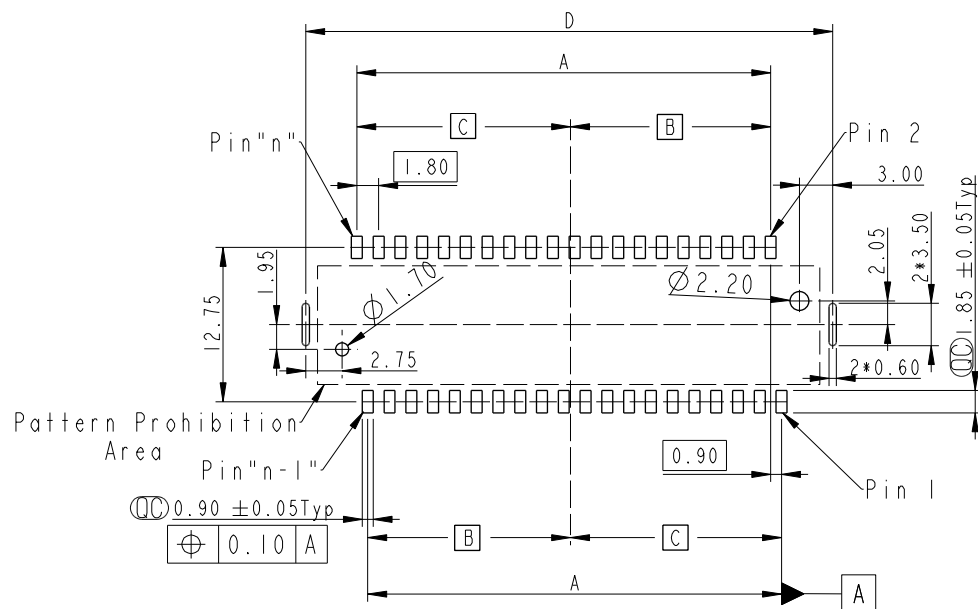 D
A
C
B
Pin"n"
Pin 2
1.80
3.00
1.95
12.75
Ø1.70
Ø2.20
2.05
2*3.50
QC 1.85 ±0.05Typ
2.75
2*0.60
Pattern Prohibition
Area
Pin"n-1"
0.90
Pin 1
QC 0.90 ±0.05Typ
⌖ 0.10 A
B
C
A
A